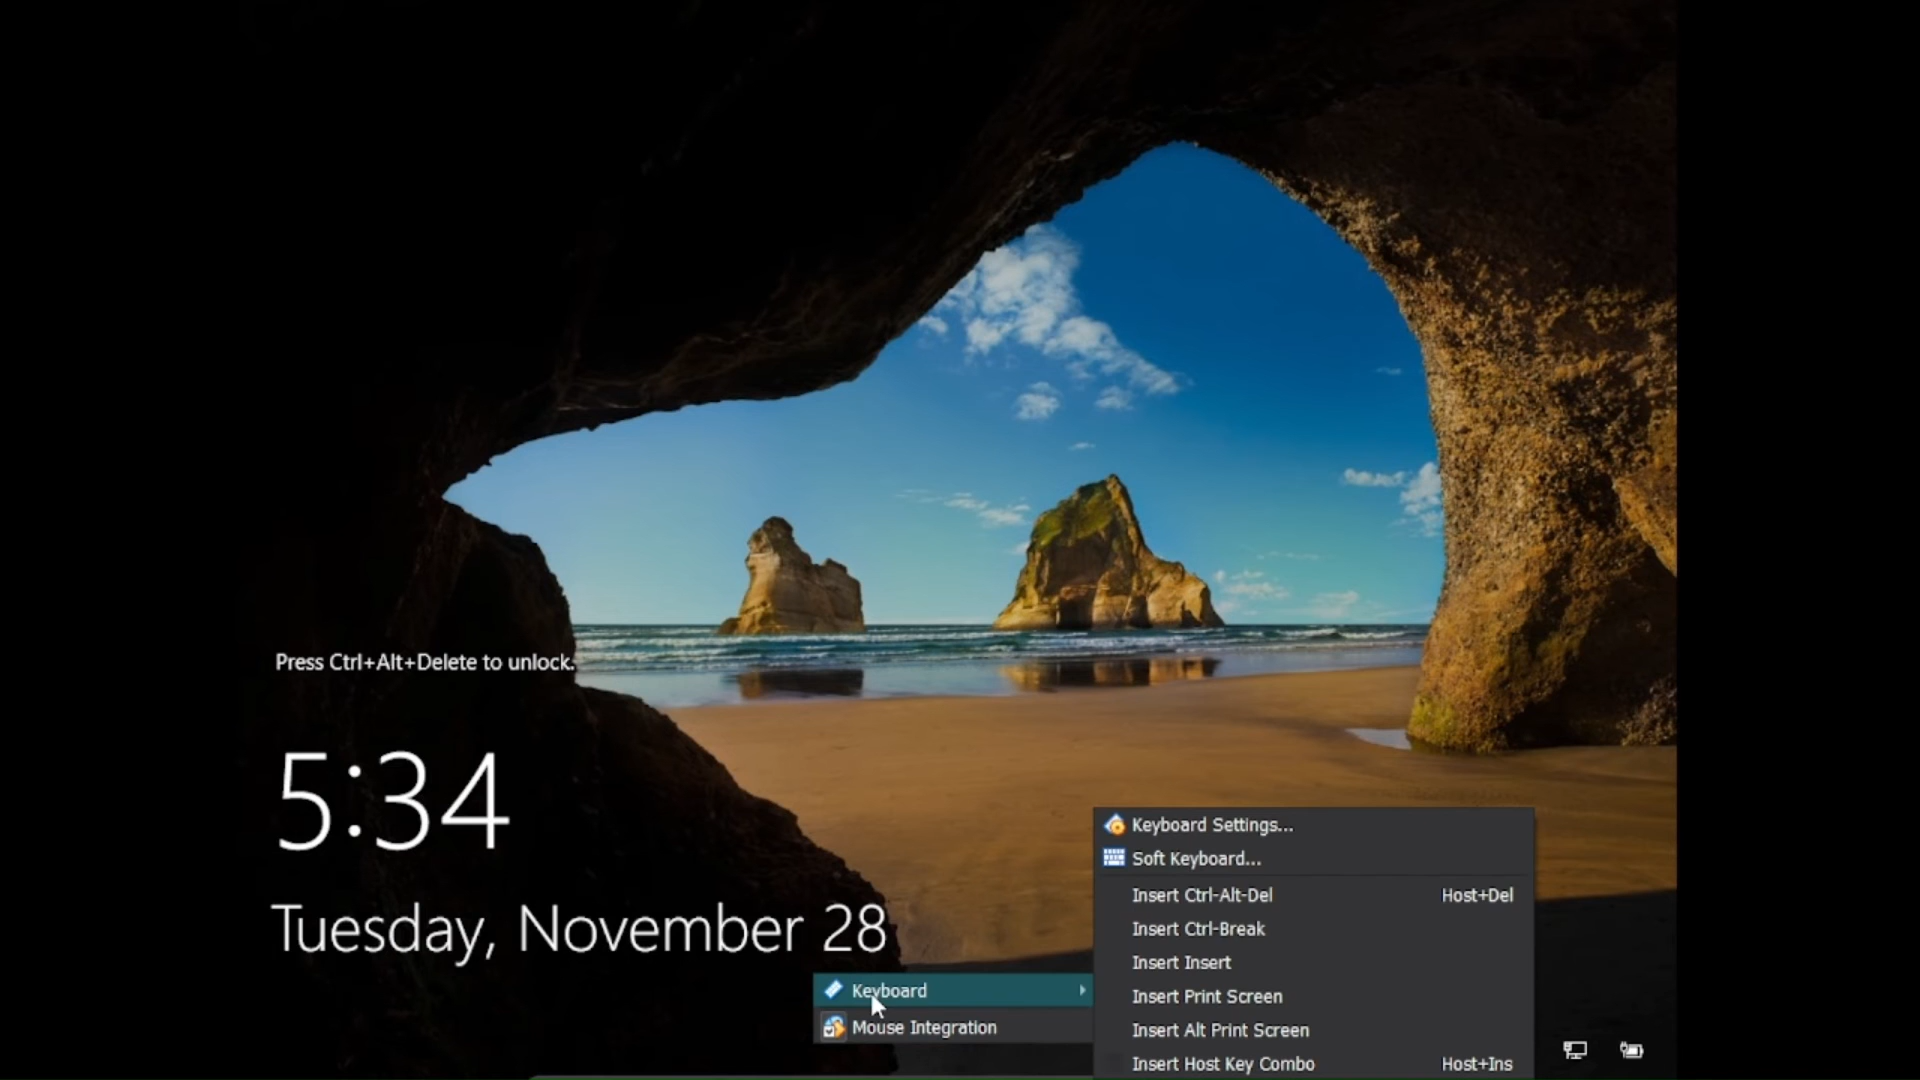 Press Ctrl+Alt+Delete to unlock.
5:34
Tuesday, November 28
Keyboard
Mouse Integration
Keyboard Settings...
Soft Keyboard...
Insert Ctrl-Alt-Del Host+Del
Insert Ctrl-Break
Insert Insert
Insert Print Screen
Insert Alt Print Screen
Insert Host Key Combo Host+Ins